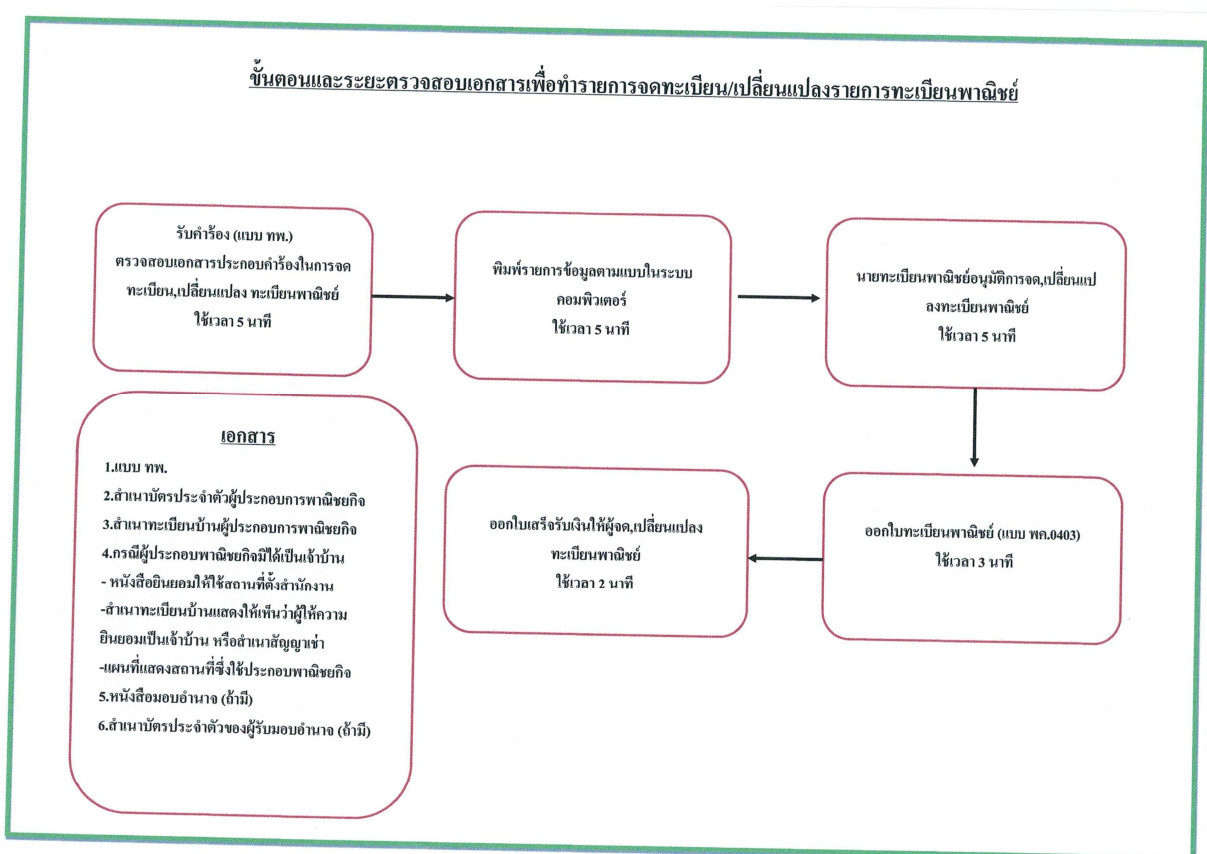 ขั้นตอนและระยะตรวจสอบเอกสารเพื่อทำรายการจดทะเบียน/เปลี่ยนแปลงรายการทะเบียนพาณิชย์
รับคำร้อง (แบบ ทพ.)
ตรวจสอบเอกสารประกอบคำร้องในการจด
ทะเบียน,เปลี่ยนแปลง ทะเบียนพาณิชย์
ใช้เวลา 5 นาที
พิมพ์รายการข้อมูลตามแบบในระบบ
คอมพิวเตอร์
ใช้เวลา 5 นาที
นายทะเบียนพาณิชย์อนุมัติการจด,เปลี่ยนแป
ลงทะเบียนพาณิชย์
ใช้เวลา 5 นาที
ออกใบทะเบียนพาณิชย์ (แบบ พค.0403)
ใช้เวลา 3 นาที
ออกใบเสร็จรับเงินให้ผู้จด,เปลี่ยนแปลง
ทะเบียนพาณิชย์
ใช้เวลา 2 นาที
เอกสาร
1.แบบ ทพ.
2.สำเนาบัตรประจำตัวผู้ประกอบการพาณิชยกิจ
3.สำเนาทะเบียนบ้านผู้ประกอบการพาณิชยกิจ
4.กรณีผู้ประกอบพาณิชยกิจมิได้เป็นเจ้าบ้าน
- หนังสือยินยอมให้ใช้สถานที่ตั้งสำนักงาน
-สำเนาทะเบียนบ้านแสดงให้เห็นว่าผู้ให้ความ
ยินยอมเป็นเจ้าบ้าน หรือสำเนาสัญญาเช่า
-แผนที่แสดงสถานที่ซึ่งใช้ประกอบพาณิชยกิจ
5.หนังสือมอบอำนาจ (ถ้ามี)
6.สำเนาบัตรประจำตัวของผู้รับมอบอำนาจ (ถ้ามี)